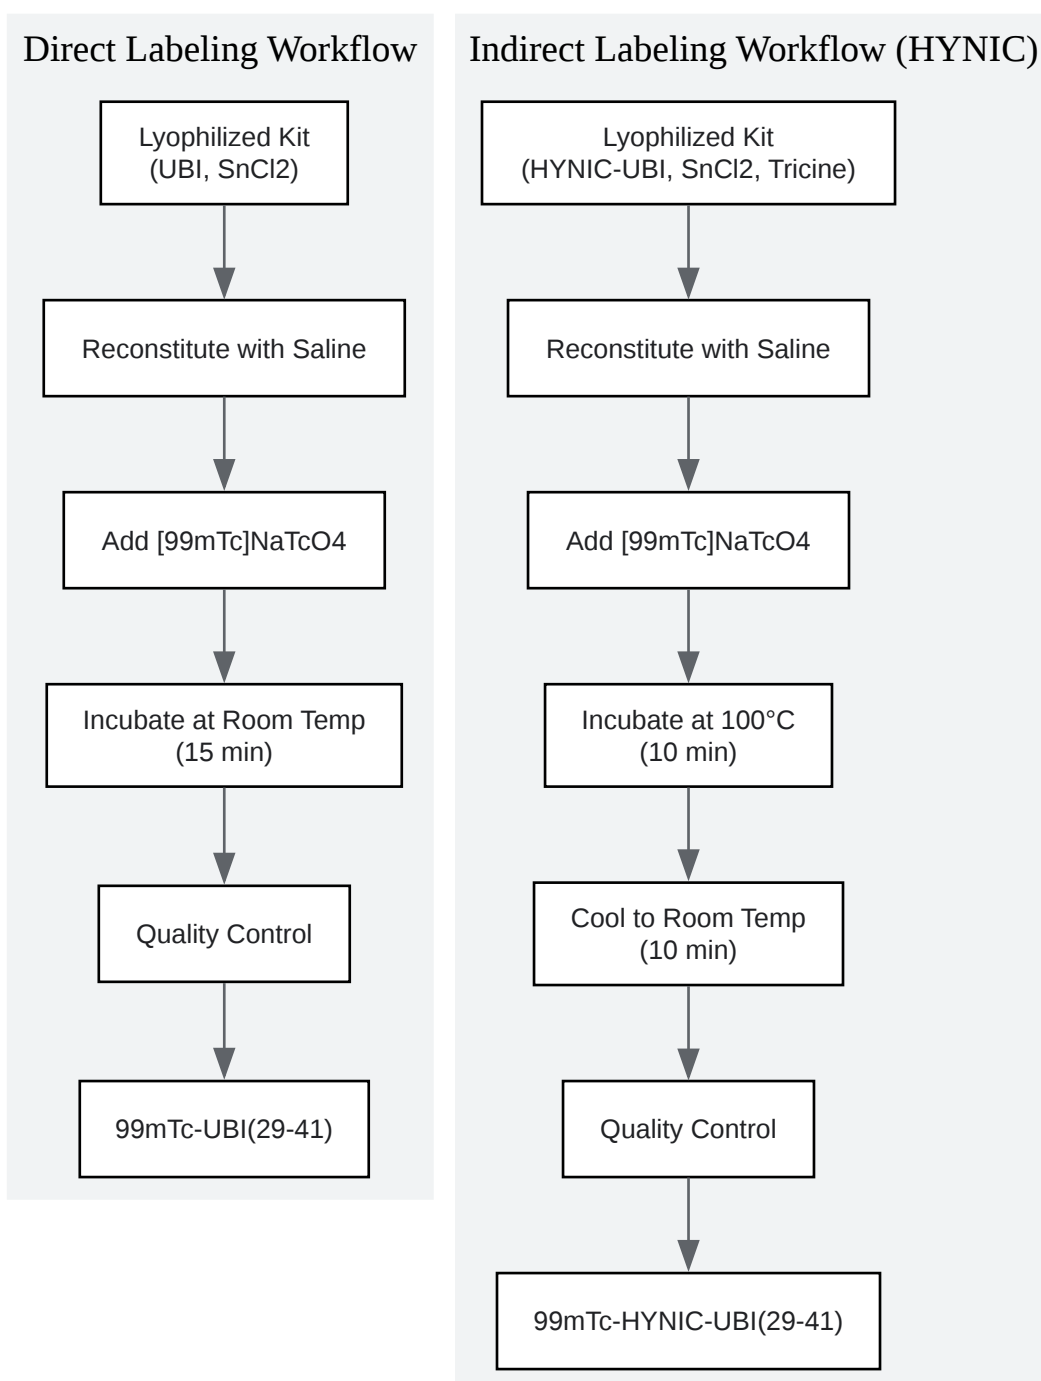 Direct Labeling Workflow
Lyophilized Kit
(UBI, SnCl2)
Reconstitute with Saline
Add [99mTc]NaTcO4
Incubate at Room Temp
(15 min)
Quality Control
99mTc-UBI(29-41)
Indirect Labeling Workflow (HYNIC)
Lyophilized Kit
(HYNIC-UBI, SnCl2, Tricine)
Reconstitute with Saline
Add [99mTc]NaTcO4
Incubate at 100°C
(10 min)
Cool to Room Temp
(10 min)
Quality Control
99mTc-HYNIC-UBI(29-41)